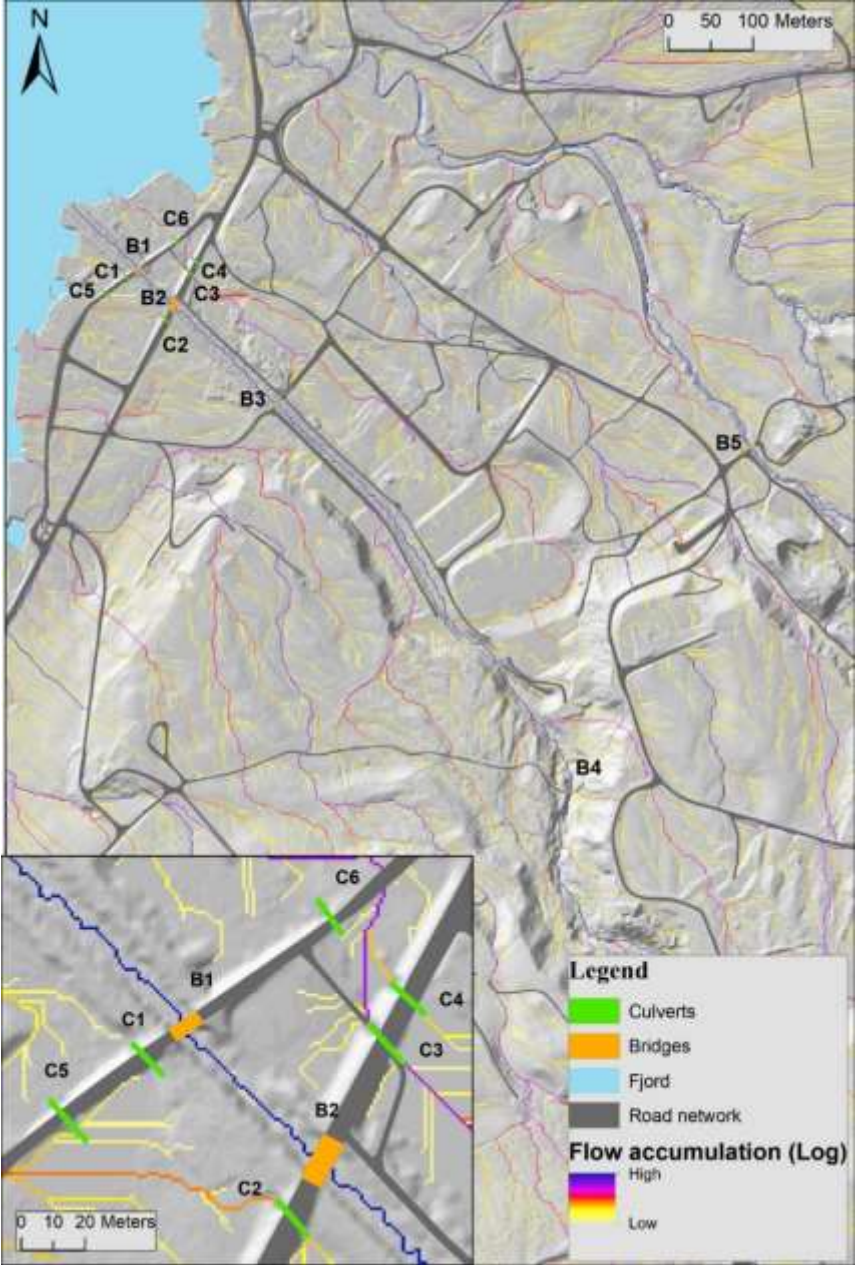 N
0 50 100 Meters
C6
B1
C1
C4
C5
B2
C3
C2
B3
B5
B4
C6
B1
C1
C4
C3
C5
B2
C2
0 10 20 Meters
Legend
Culverts
Bridges
Fjord
Road network
Flow accumulation (Log)
High
Low